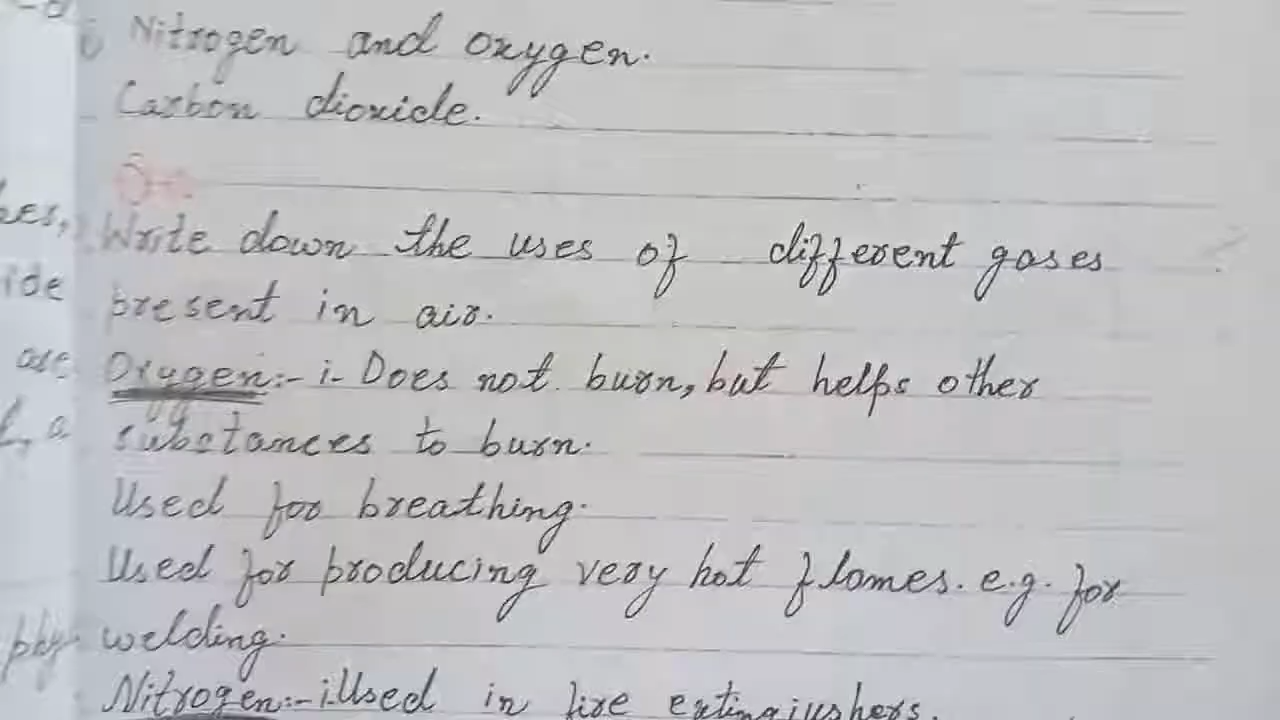 i Nitrogen and oxygen.
Carbon dioxide.
Write down the uses of different gases
present in air.
Oxygen:- i- Does not burn, but helps other
substances to burn.
Used for breathing.
Used for producing very hot flames. e.g. for
welding.
Nitrogen:- i. Used in fire extingiushers.